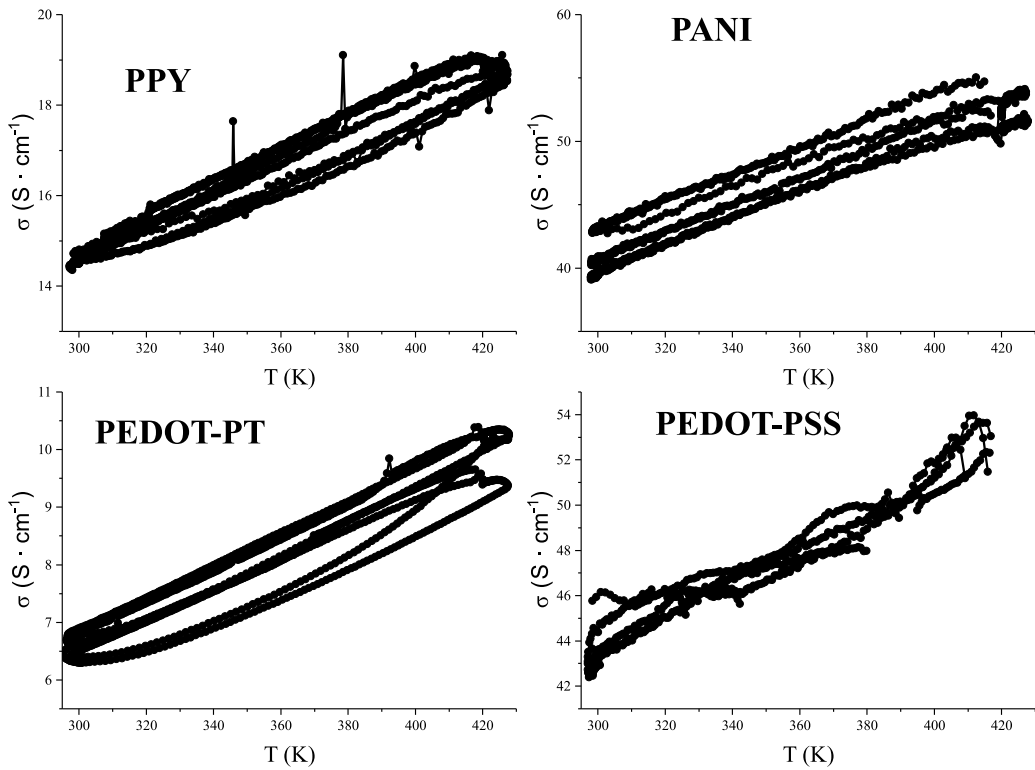 PPY
σ (S · cm⁻¹)
20
18
16
14
300 320 340 360 380 400 420
T (K)
PANI
σ (S · cm⁻¹)
60
50
40
300 320 340 360 380 400 420
T (K)
PEDOT-PT
σ (S · cm⁻¹)
11
10
9
8
7
6
300 320 340 360 380 400 420
T (K)
PEDOT-PSS
σ (S · cm⁻¹)
54
52
50
48
46
44
42
300 320 340 360 380 400 420
T (K)